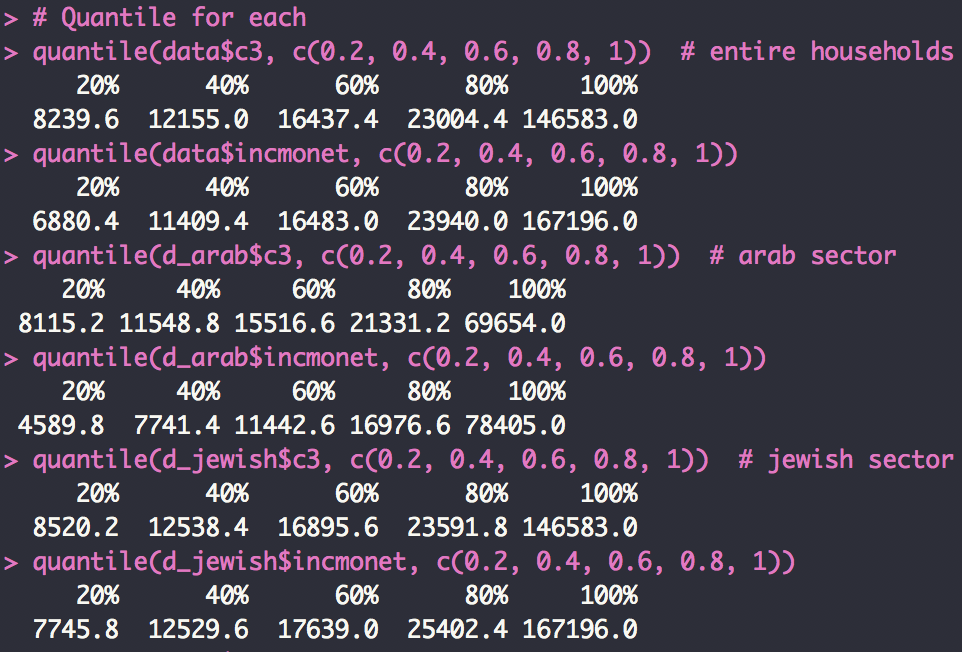 > # Quantile for each
> quantile(data$c3, c(0.2, 0.4, 0.6, 0.8, 1))  # entire households
20% 40% 60% 80% 100%
8239.6 12155.0 16437.4 23004.4 146583.0
> quantile(data$incmonet, c(0.2, 0.4, 0.6, 0.8, 1))
20% 40% 60% 80% 100%
6880.4 11409.4 16483.0 23940.0 167196.0
> quantile(d_arab$c3, c(0.2, 0.4, 0.6, 0.8, 1))  # arab sector
20% 40% 60% 80% 100%
8115.2 11548.8 15516.6 21331.2 69654.0
> quantile(d_arab$incmonet, c(0.2, 0.4, 0.6, 0.8, 1))
20% 40% 60% 80% 100%
4589.8 7741.4 11442.6 16976.6 78405.0
> quantile(d_jewish$c3, c(0.2, 0.4, 0.6, 0.8, 1))  # jewish sector
20% 40% 60% 80% 100%
8520.2 12538.4 16895.6 23591.8 146583.0
> quantile(d_jewish$incmonet, c(0.2, 0.4, 0.6, 0.8, 1))
20% 40% 60% 80% 100%
7745.8 12529.6 17639.0 25402.4 167196.0